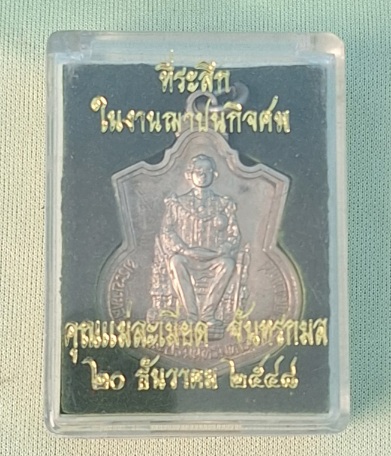 ที่ระลึก
ในงานฌาปนกิจศพ
คุณแม่ละเมียด จันทรกมล
๒๐ ธันวาคม ๒๕๔๘